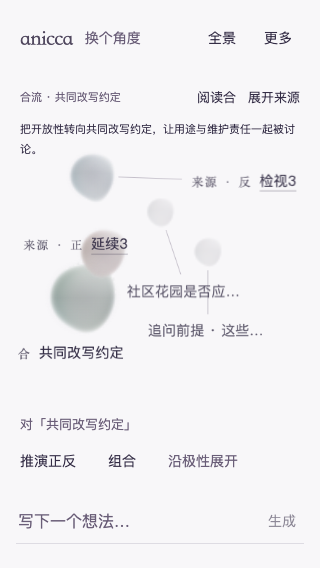 anicca 换个角度 全景 更多
合流 · 共同改写约定 阅读合 展开来源
把开放性转向共同改写约定，让用途与维护责任一起被讨
论。
来源 · 反 检视3
来源 · 正 延续3
社区花园是否应…
追问前提 · 这些…
合 共同改写约定
对「共同改写约定」
推演正反 组合 沿极性展开
写下一个想法… 生成